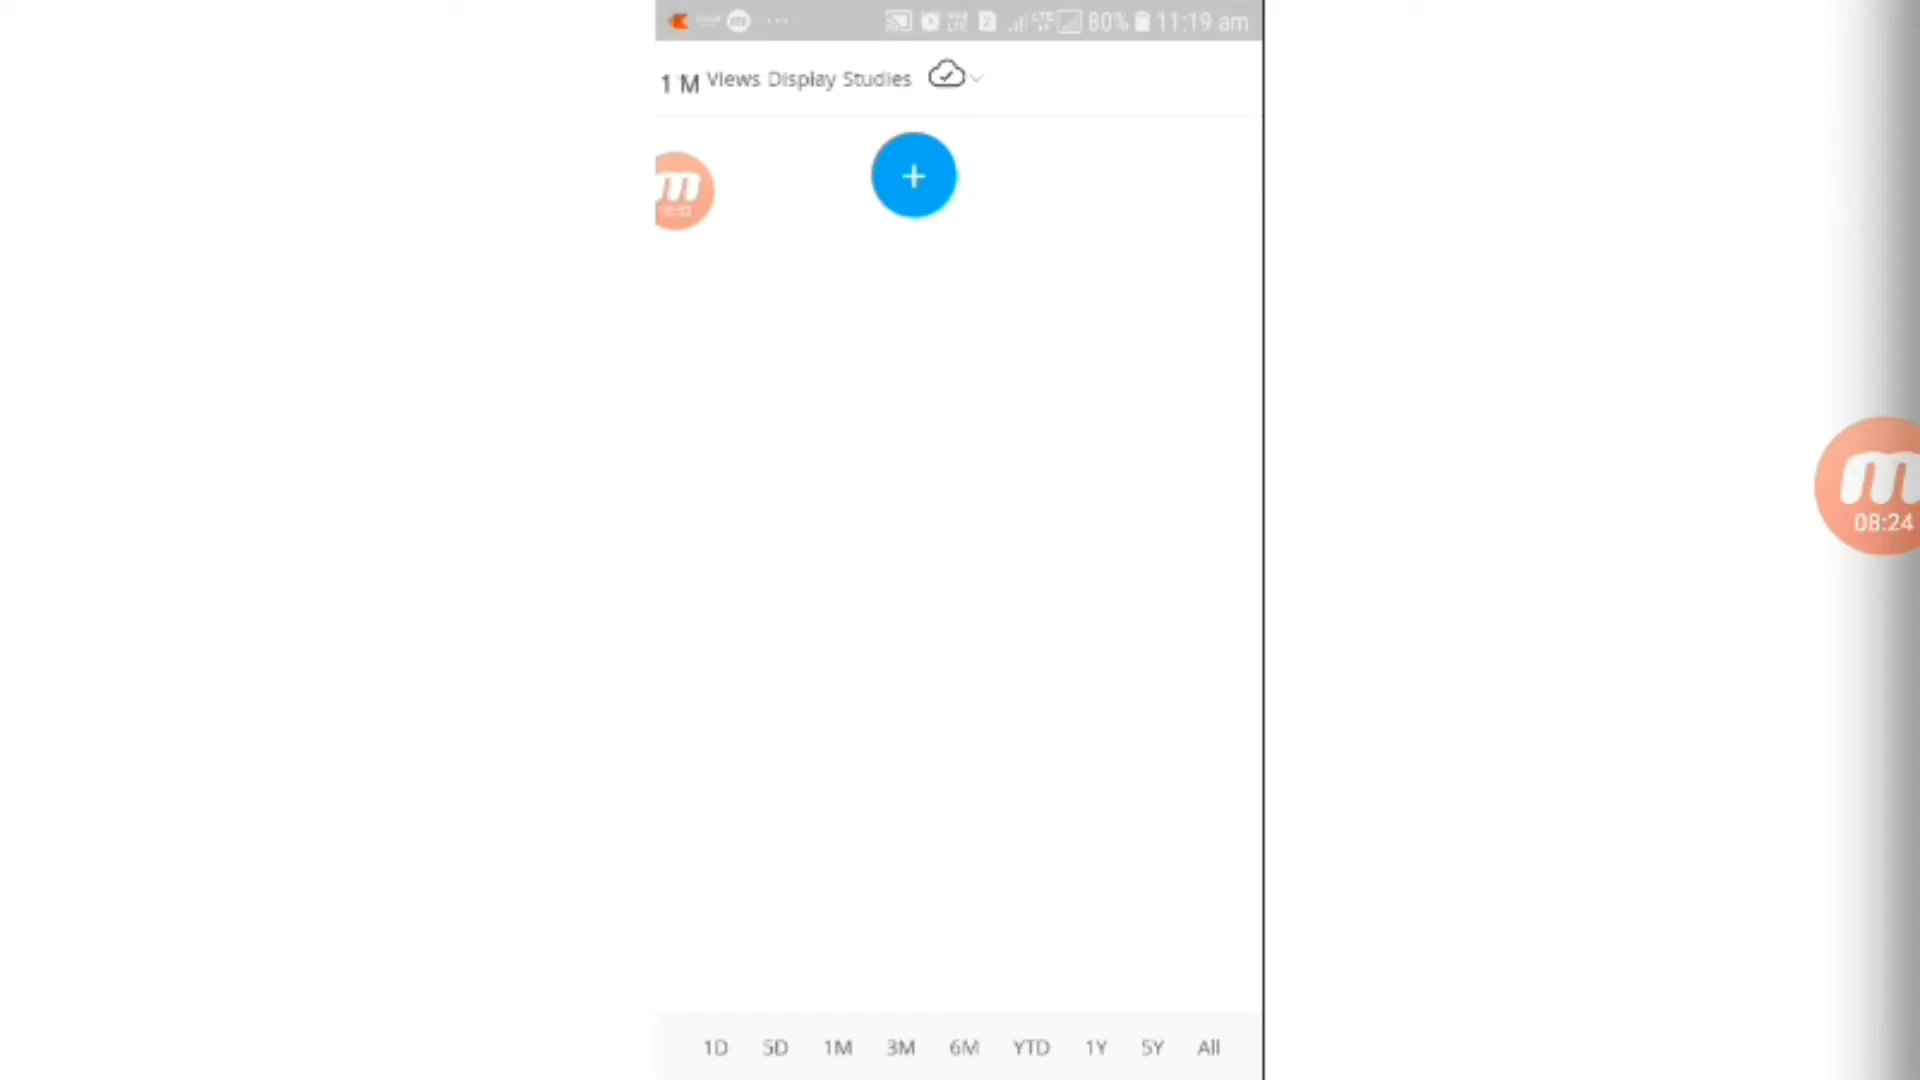 80% 11:19 am
1 M Views Display Studies
+
m
m
08:24
1D 5D 1M 3M 6M YTD 1Y 5Y All